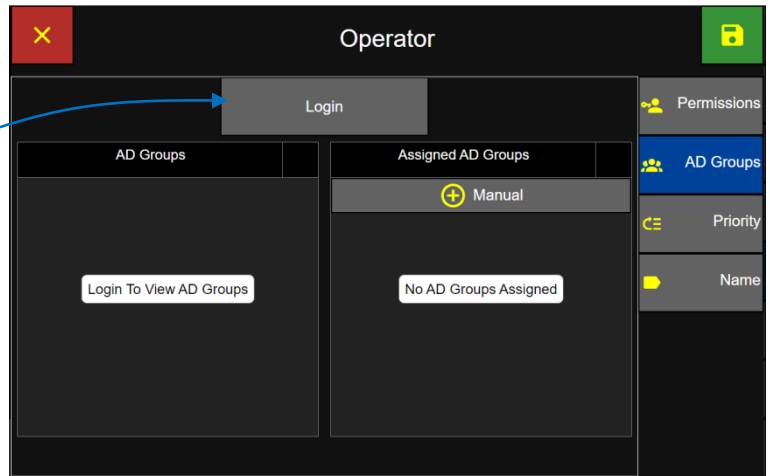 Operator
Login
Permissions
AD Groups
Assigned AD Groups
AD Groups
Manual
Priority
Login To View AD Groups
No AD Groups Assigned
Name